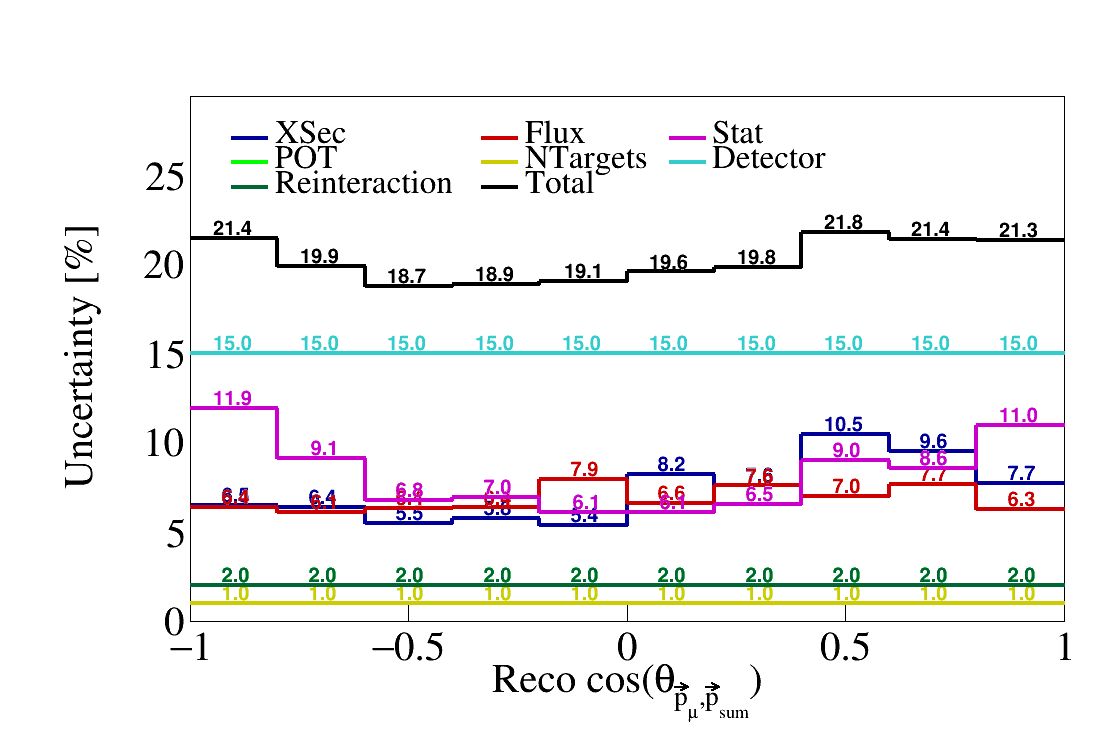 XSec Flux Stat
POT NTargets Detector
Reinteraction Total
Uncertainty [%]
25
20
15
10
5
0
21.4 19.9 18.7 18.9 19.1 19.6 19.8 21.8 21.4 21.3
15.0 15.0 15.0 15.0 15.0 15.0 15.0 15.0 15.0 15.0
11.9 9.1 6.8 7.0 6.1 6.5 9.0 8.6 11.0
6.4 5.5 5.4 8.2 10.5 9.6 7.7
7.9 6.6 7.6 7.0 7.7 6.3
2.0 2.0 2.0 2.0 2.0 2.0 2.0 2.0 2.0 2.0
1.0 1.0 1.0 1.0 1.0 1.0 1.0 1.0 1.0 1.0
−1 −0.5 0 0.5 1
Reco cos(θp⃗μ,p⃗sum)